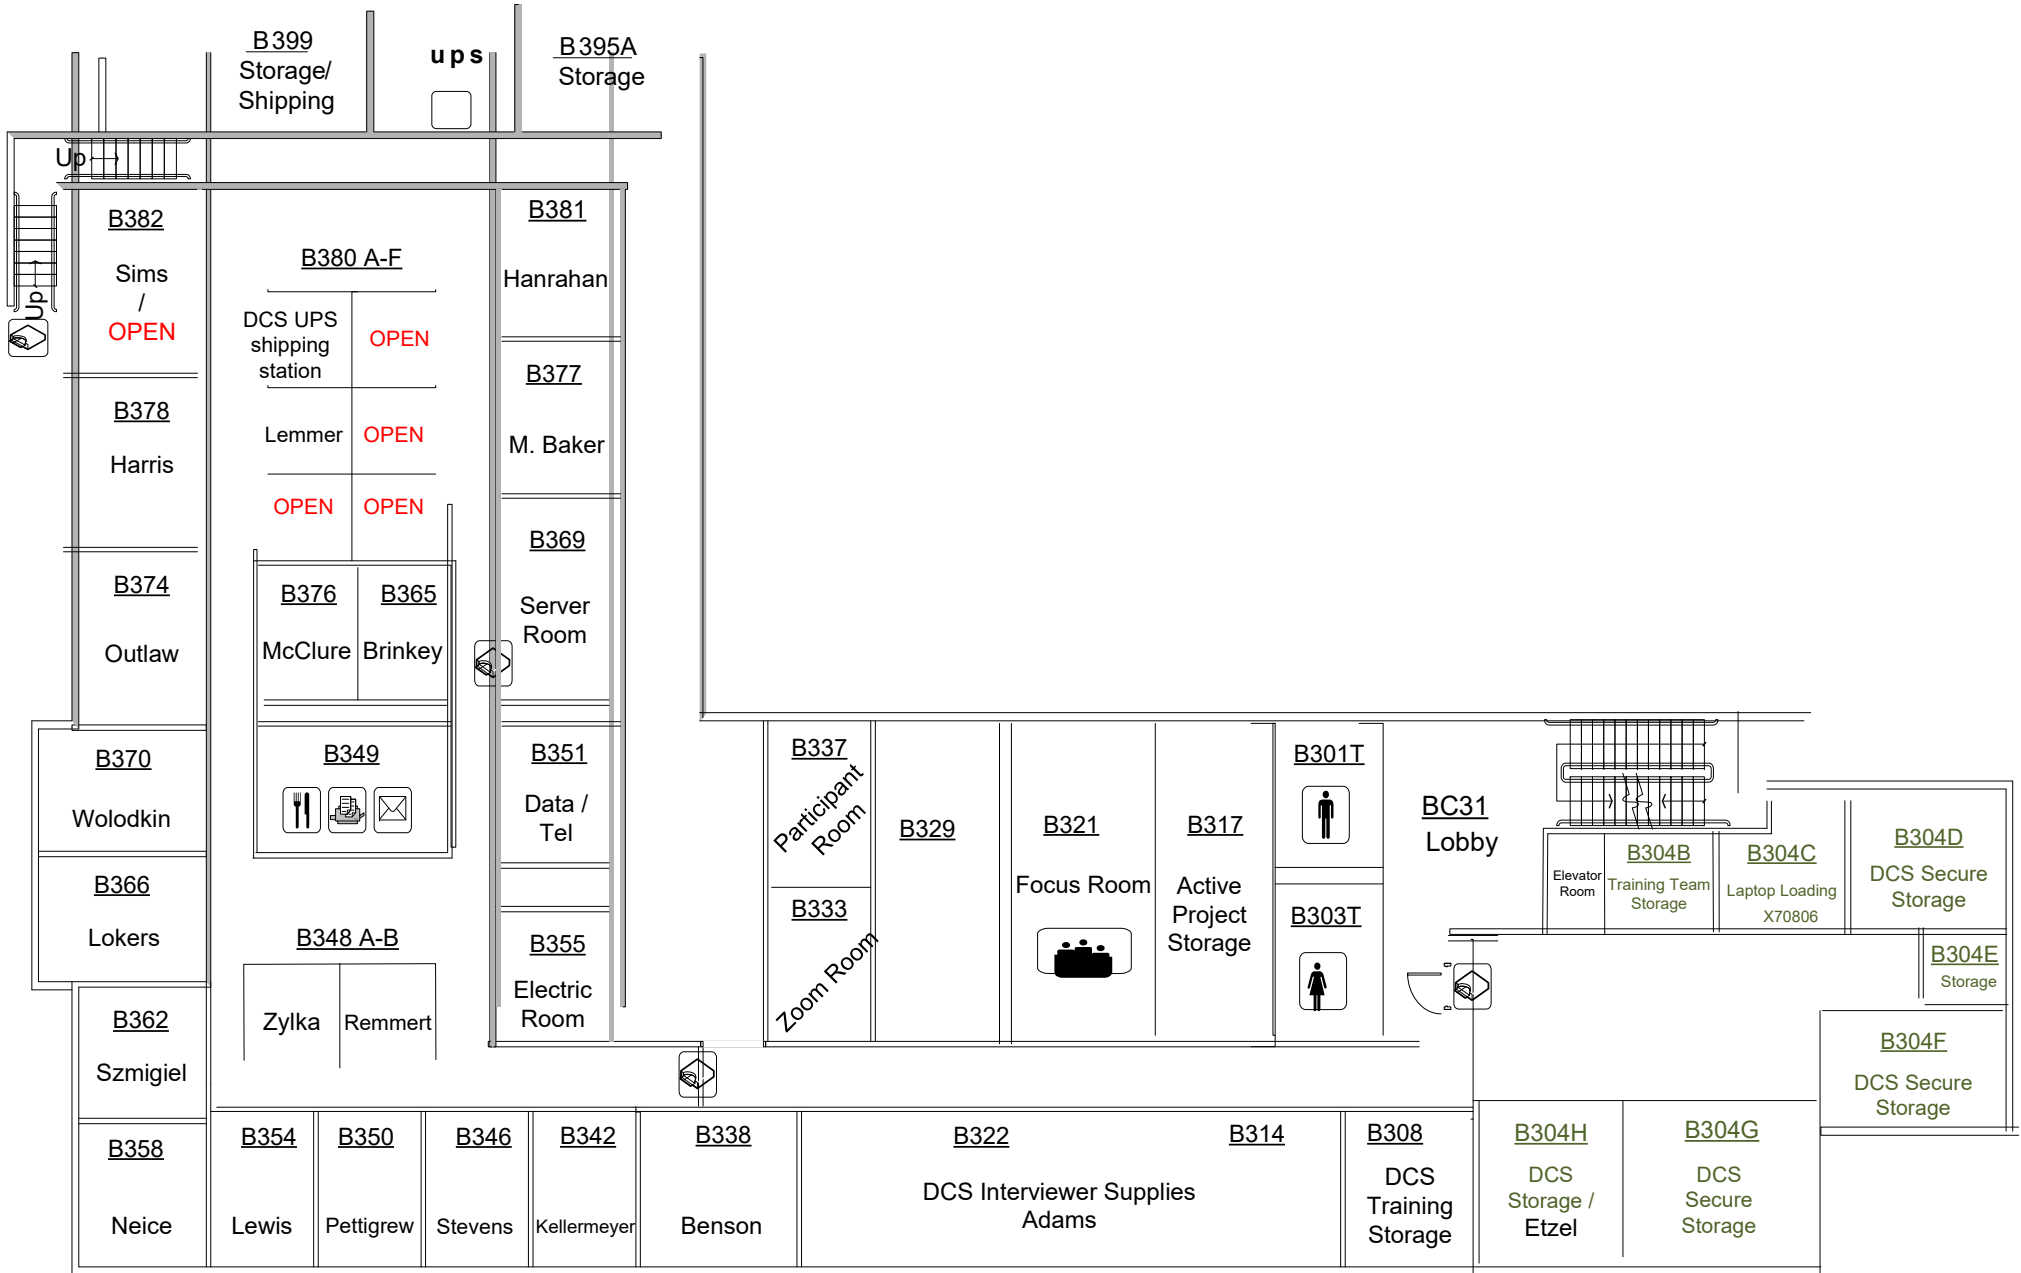 B399
Storage/
Shipping
ups
B395A
Storage
Up
Up
B382
Sims
/
OPEN
B380 A-F
DCS UPS
shipping
station
OPEN
Lemmer
OPEN
OPEN
OPEN
B381
Hanrahan
B377
M. Baker
B378
Harris
B369
Server
Room
B374
Outlaw
B376
McClure
B365
Brinkey
B370
Wolodkin
B349
B351
Data /
Tel
B366
Lokers
B348 A-B
Zylka
Remmert
B355
Electric
Room
B362
Szmigiel
B358
Neice
B354
Lewis
B350
Pettigrew
B346
Stevens
B342
Kellermeyer
B338
Benson
B337
Participant
Room
B333
Zoom Room
B329
B321
Focus Room
B317
Active
Project
Storage
B301T
B303T
BC31
Lobby
Elevator
Room
B304B
Training Team
Storage
B304C
Laptop Loading
X70806
B304D
DCS Secure
Storage
B304E
Storage
B304F
DCS Secure
Storage
B322
B314
DCS Interviewer Supplies
Adams
B308
DCS
Training
Storage
B304H
DCS
Storage /
Etzel
B304G
DCS
Secure
Storage